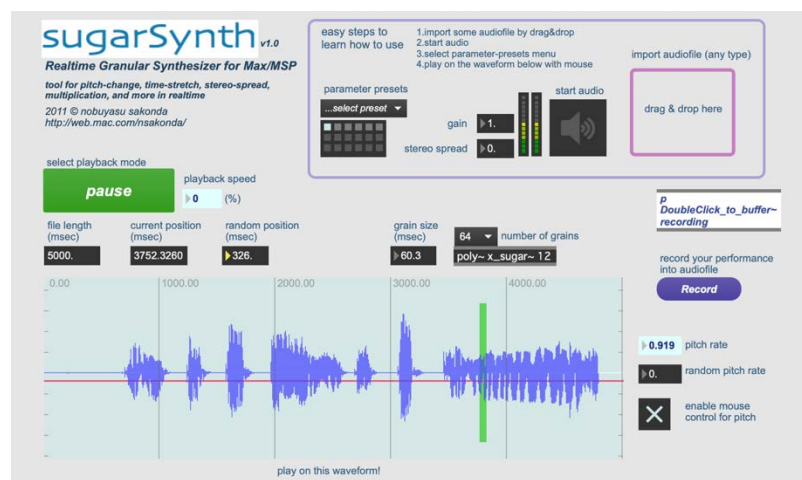 sugarSynth v1.0
Realtime Granular Synthesizer for Max/MSP
tool for pitch-change, time-stretch, stereo-spread,
multiplication, and more in realtime
2011 © nobuyasu sakonda
http://web.mac.com/nsakonda/
easy steps to
learn how to use
1.import some audiofile by drag&drop
2.start audio
3.select parameter-presets menu
4.play on the waveform below with mouse
parameter presets
...select preset
gain
1.
stereo spread
0.
start audio
import audiofile (any type)
drag & drop here
select playback mode
pause
playback speed
0
(%)
file length
(msec)
5000.
current position
(msec)
3752.3260
random position
(msec)
326.
grain size
(msec)
60.3
64
number of grains
poly~ x_sugar~ 12
p
DoubleClick_to_buffer~
recording
record your performance
into audiofile
Record
0.00
1000.00
2000.00
3000.00
4000.00
0.919
pitch rate
0.
random pitch rate
enable mouse
control for pitch
play on this waveform!